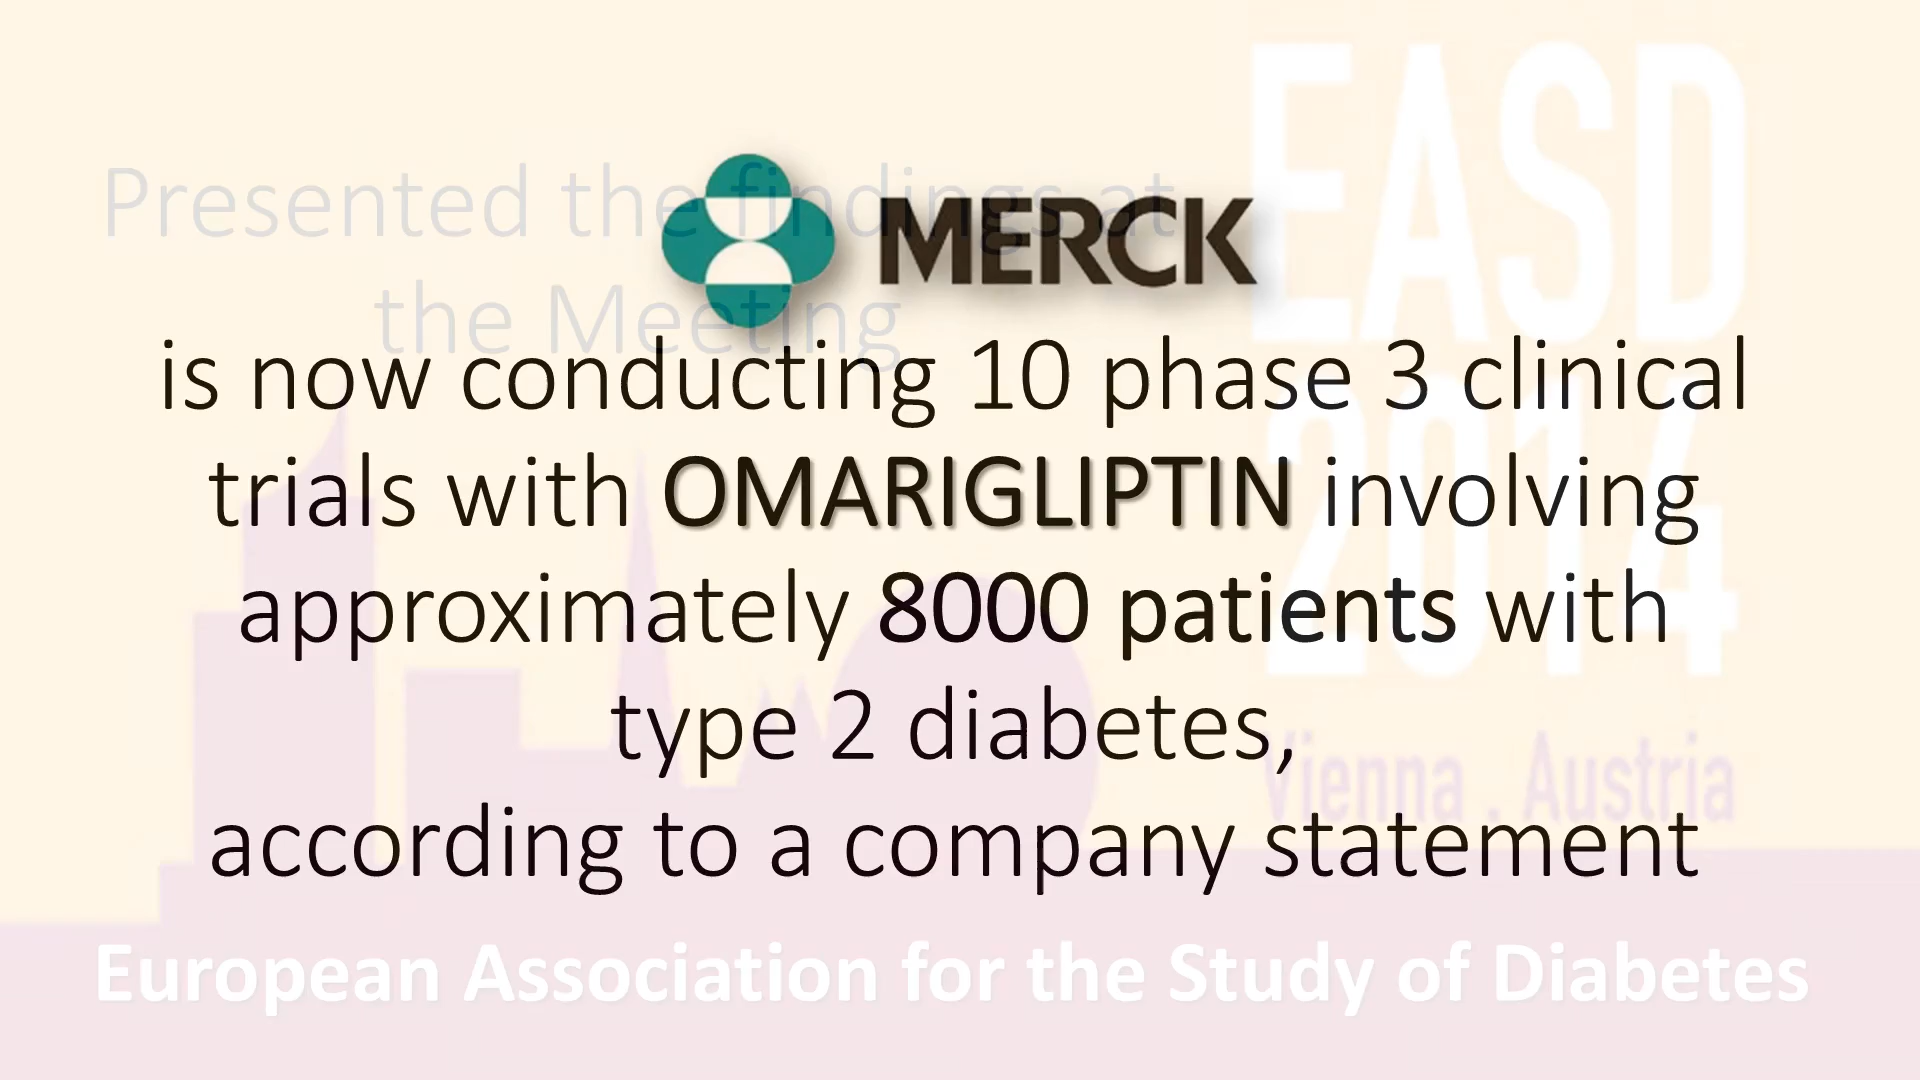 EASD
Presented the findings at
MERCK
the Meeting
is now conducting 10 phase 3 clinical
2014
trials with OMARIGLIPTIN involving
approximately 8000 patients with
type 2 diabetes,
Vienna . Austria
according to a company statement
European Association for the Study of Diabetes